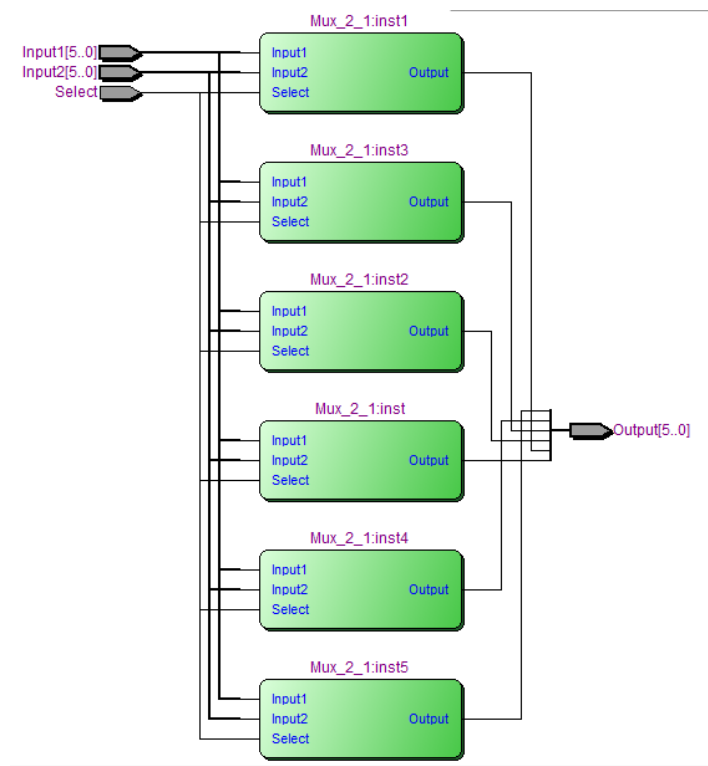 Mux_2_1:inst1
Input1[5..0]
Input2[5..0]
Select
Input1
Input2
Select
Output
Mux_2_1:inst3
Input1
Input2
Select
Output
Mux_2_1:inst2
Input1
Input2
Select
Output
Mux_2_1:inst
Input1
Input2
Select
Output
Output[5..0]
Mux_2_1:inst4
Input1
Input2
Select
Output
Mux_2_1:inst5
Input1
Input2
Select
Output